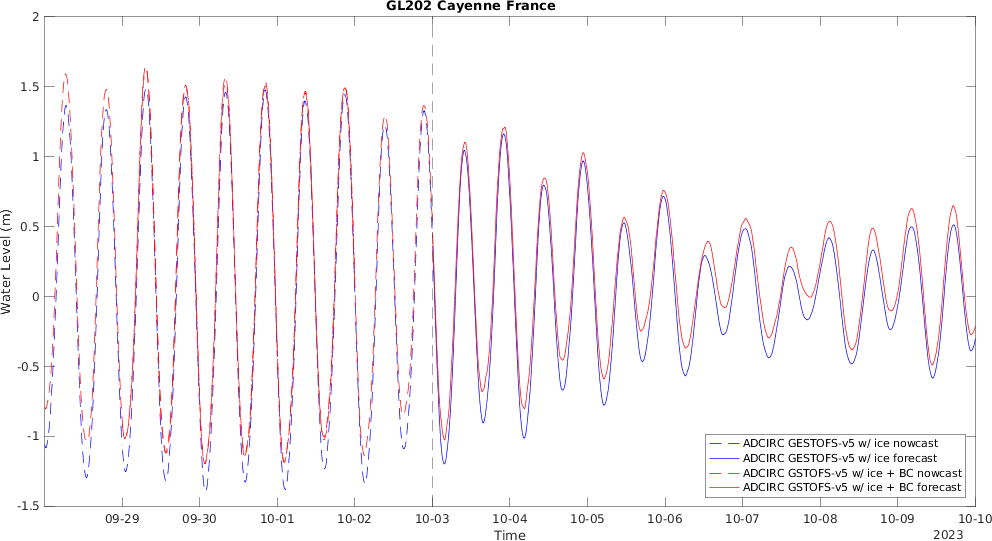 GL202 Cayenne France
2
1.5
1
0.5
0
-0.5
-1
-1.5
Water Level (m)
ADCIRC GESTOFS-v5 w/ ice nowcast
ADCIRC GESTOFS-v5 w/ ice forecast
ADCIRC GSTOFS-v5 w/ ice + BC nowcast
ADCIRC GSTOFS-v5 w/ ice + BC forecast
09-29 09-30 10-01 10-02 10-03 10-04 10-05 10-06 10-07 10-08 10-09 10-10
Time
2023